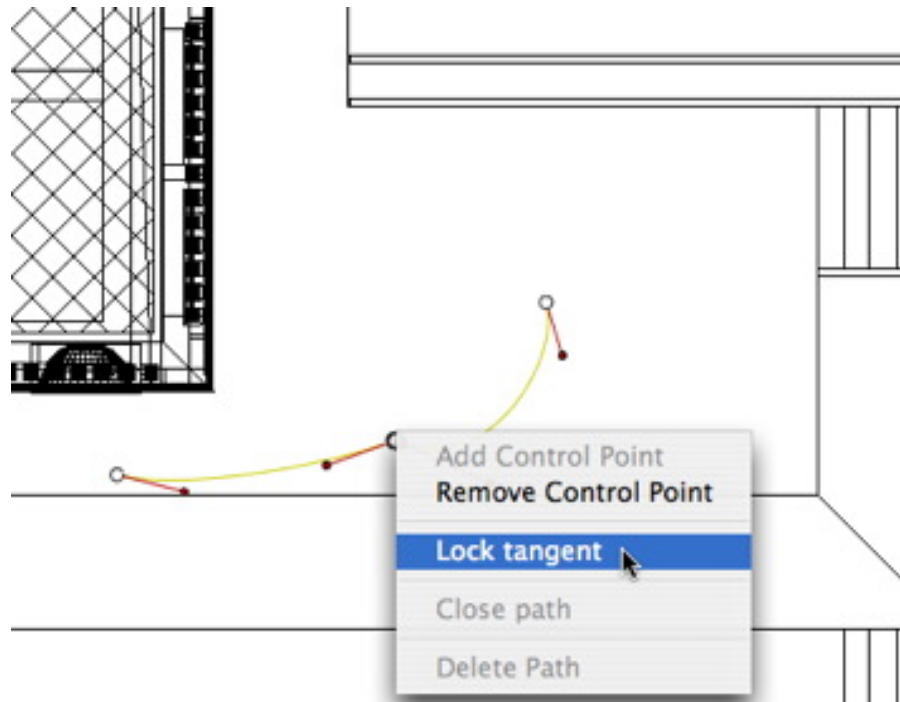 Add Control Point
Remove Control Point
Lock tangent
Close path
Delete Path